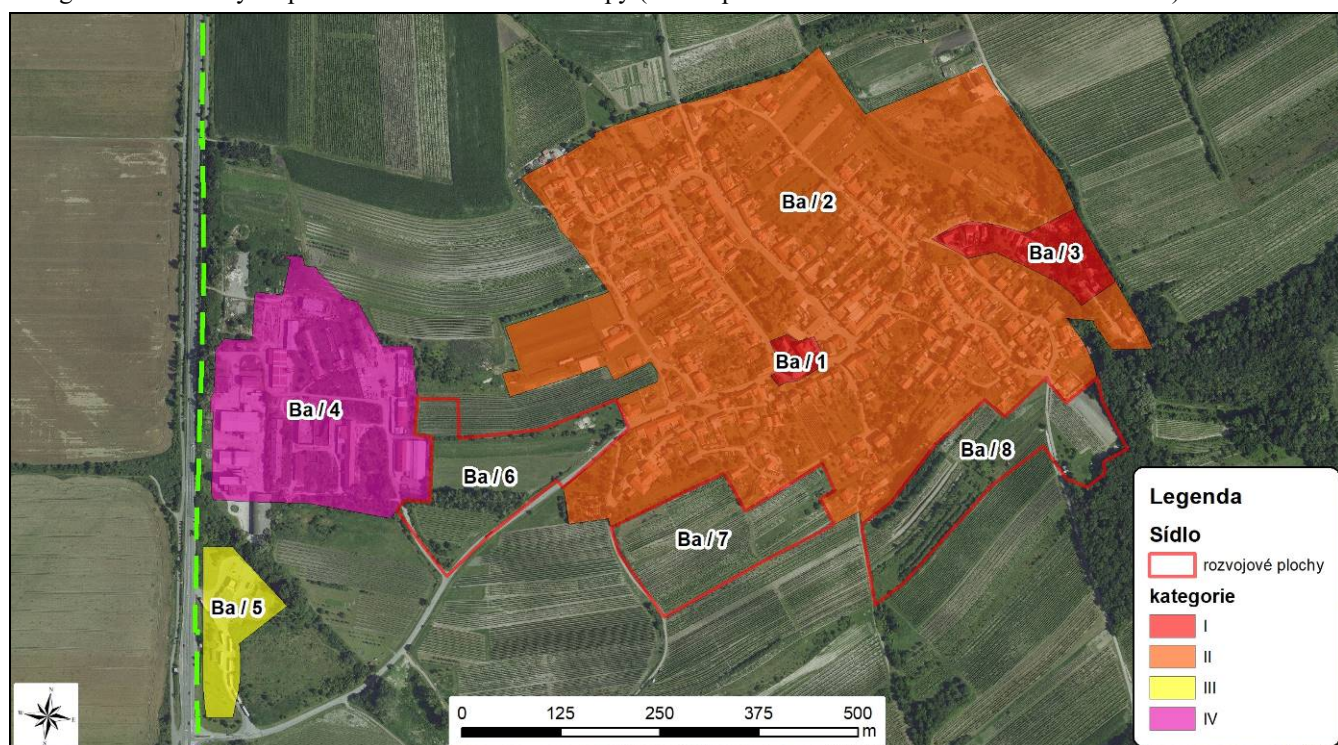 Ba / 2
Ba / 3
Ba / 1
Ba / 4
Ba / 6
Ba / 8
Ba / 7
Ba / 5
Legenda
Sídlo
rozvojové plochy
kategorie
I
II
III
IV
0 125 250 375 500
m
N